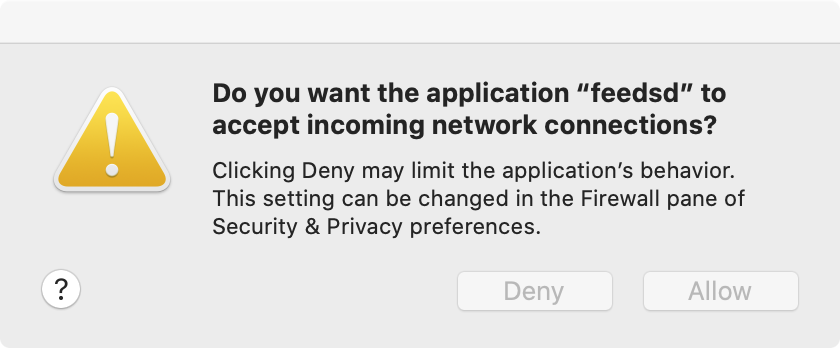 Do you want the application “feedsd” to
accept incoming network connections?
Clicking Deny may limit the application’s behavior.
This setting can be changed in the Firewall pane of
Security & Privacy preferences.
?
Deny
Allow